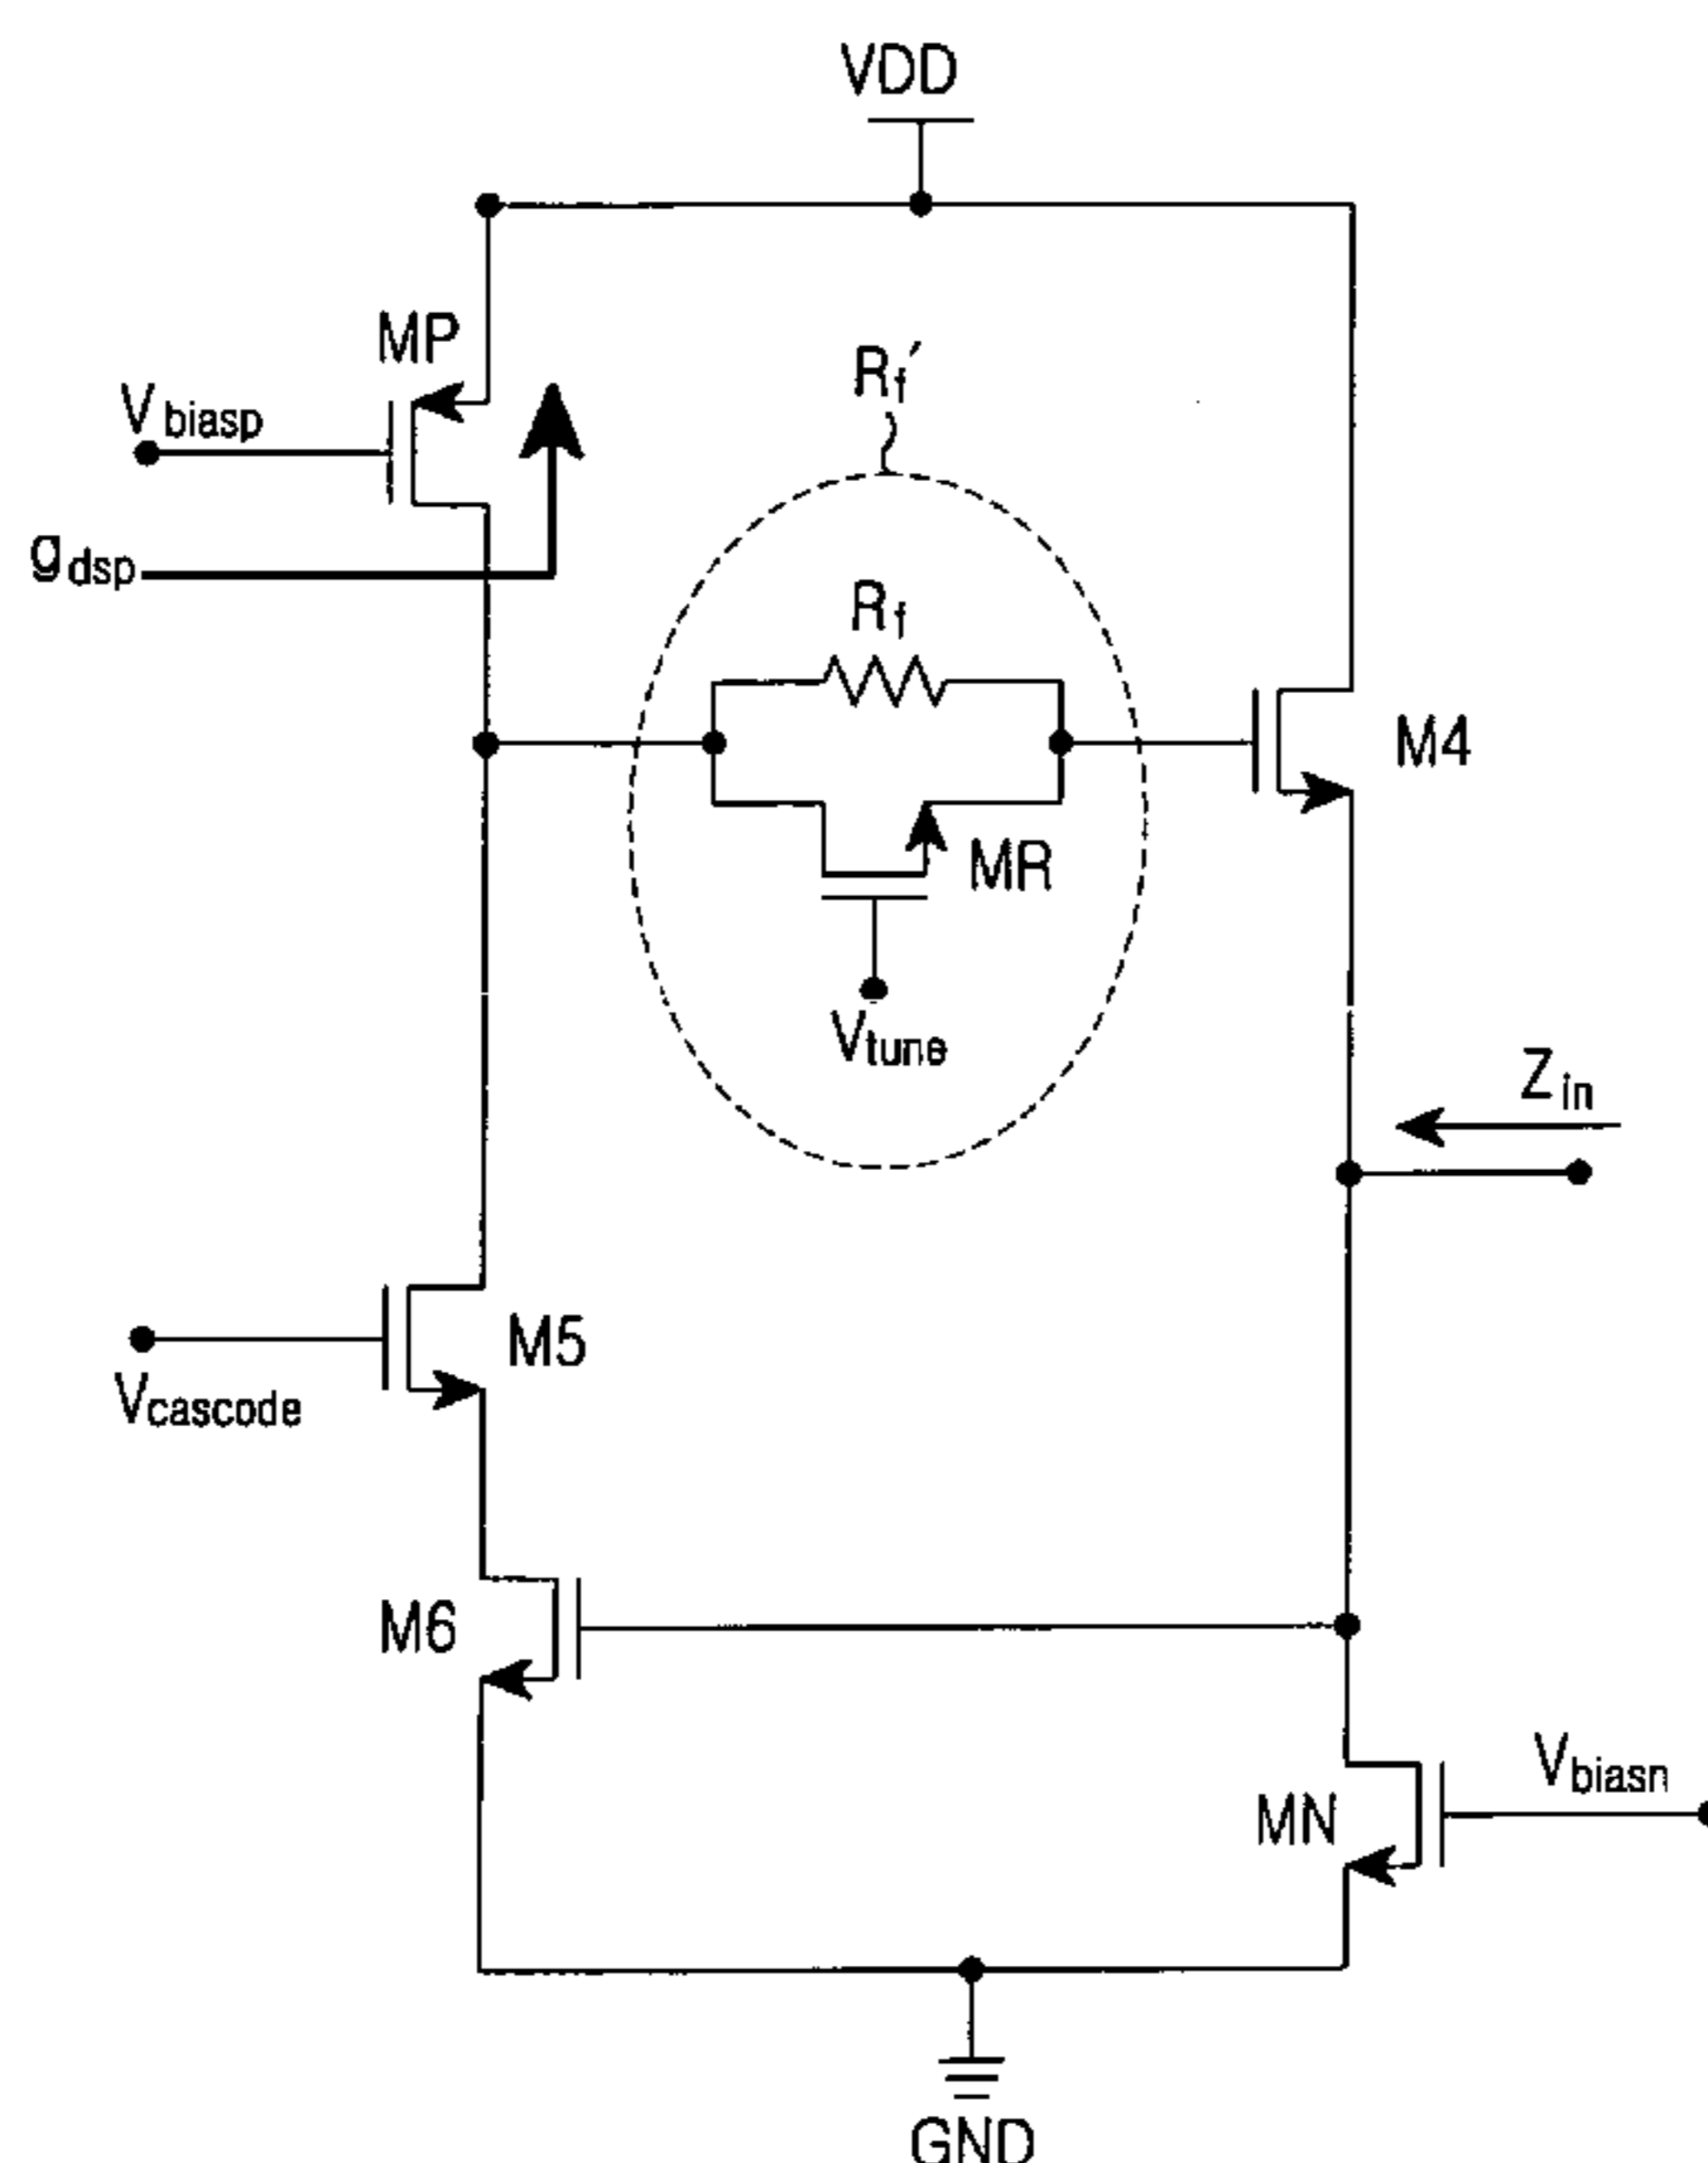 VDD
MP
Rf′
Vbiasp
gdsp
Rf
M4
MR
Vtune
Zin
M5
Vcascode
M6
Vbiasn
MN
GND